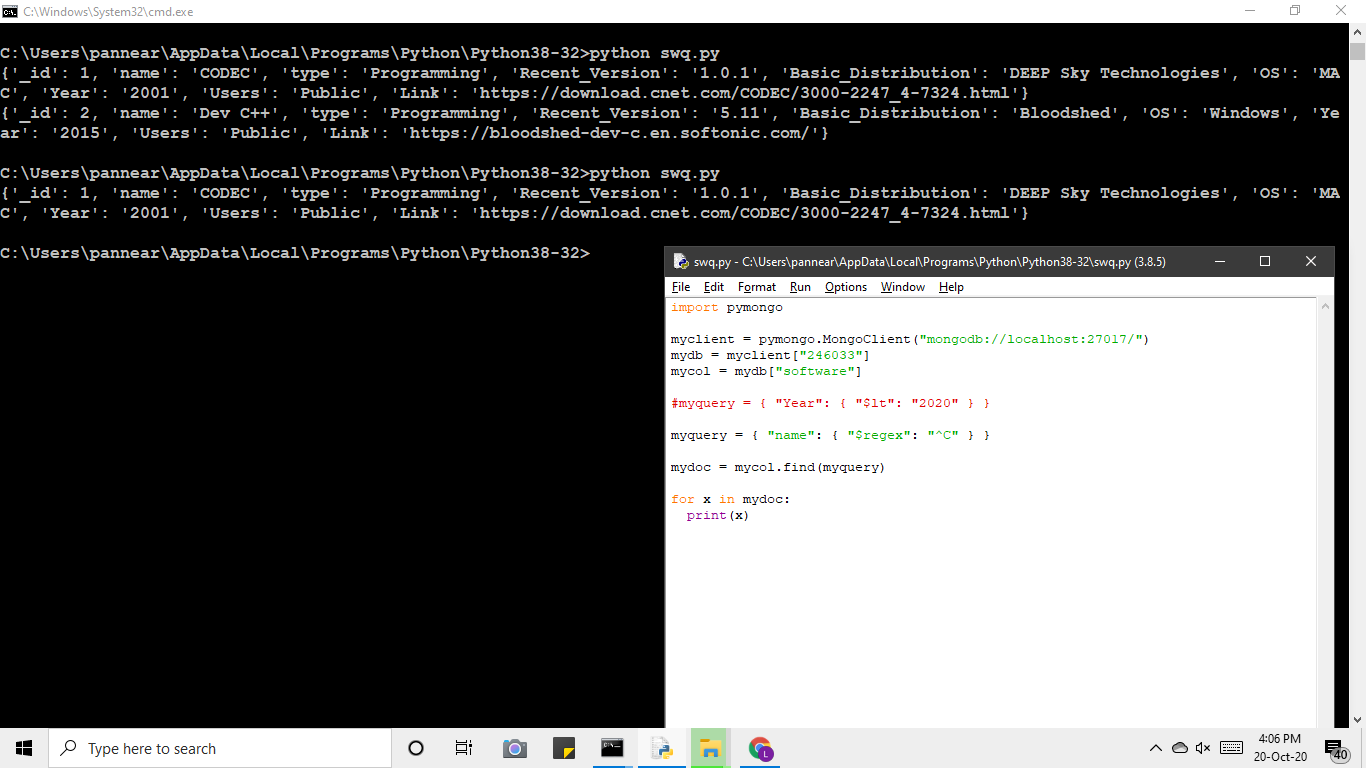 C:\Windows\System32\cmd.exe
C:\Users\pannear\AppData\Local\Programs\Python\Python38-32>python swq.py
{'_id': 1, 'name': 'CODEC', 'type': 'Programming', 'Recent_Version': '1.0.1', 'Basic_Distribution': 'DEEP Sky Technologies', 'OS': 'MA
C', 'Year': '2001', 'Users': 'Public', 'Link': 'https://download.cnet.com/CODEC/3000-2247_4-7324.html'}
{'_id': 2, 'name': 'Dev C++', 'type': 'Programming', 'Recent_Version': '5.11', 'Basic_Distribution': 'Bloodshed', 'OS': 'Windows', 'Ye
ar': '2015', 'Users': 'Public', 'Link': 'https://bloodshed-dev-c.en.softonic.com/'}
C:\Users\pannear\AppData\Local\Programs\Python\Python38-32>python swq.py
{'_id': 1, 'name': 'CODEC', 'type': 'Programming', 'Recent_Version': '1.0.1', 'Basic_Distribution': 'DEEP Sky Technologies', 'OS': 'MA
C', 'Year': '2001', 'Users': 'Public', 'Link': 'https://download.cnet.com/CODEC/3000-2247_4-7324.html'}
C:\Users\pannear\AppData\Local\Programs\Python\Python38-32>
swq.py - C:\Users\pannear\AppData\Local\Programs\Python\Python38-32\swq.py (3.8.5)
File Edit Format Run Options Window Help
import pymongo
myclient = pymongo.MongoClient("mongodb://localhost:27017/")
mydb = myclient["246033"]
mycol = mydb["software"]
#myquery = { "Year": { "$lt": "2020" } }
myquery = { "name": { "$regex": "^C" } }
mydoc = mycol.find(myquery)
for x in mydoc:
  print(x)
Type here to search
L
4:06 PM
20-Oct-20
40